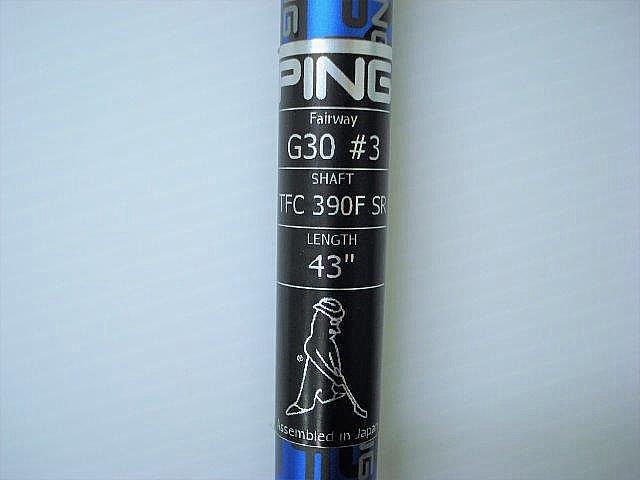 PING
Fairway
G30 #3
SHAFT
TFC 390F SR
LENGTH
43"
®
Assembled in Japan